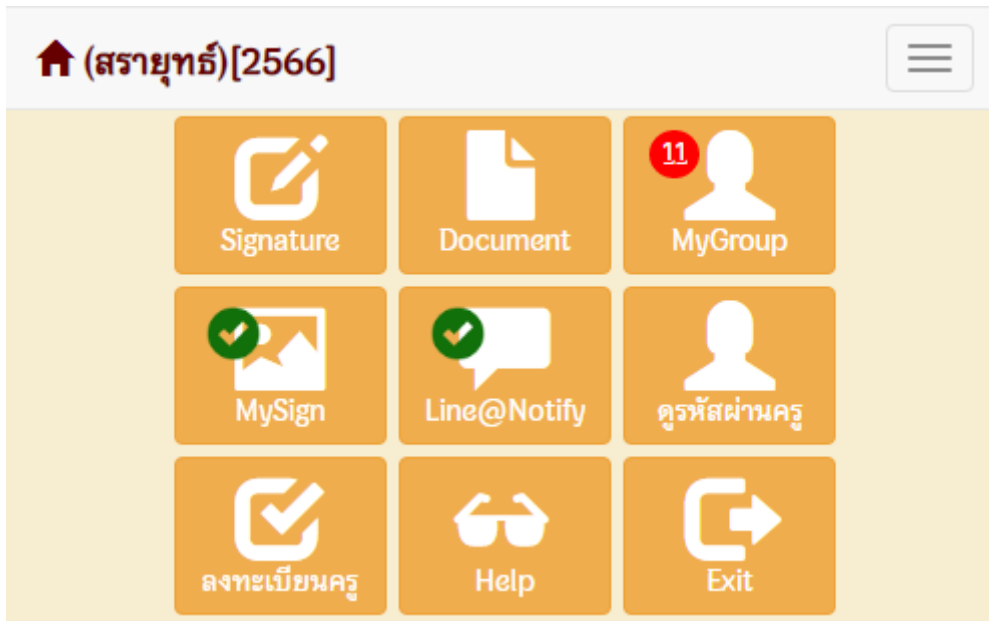 (สรายุทธ์)[2566]
Signature
Document
11
MyGroup
MySign
Line@Notify
ดูรหัสผ่านครู
ลงทะเบียนครู
Help
Exit